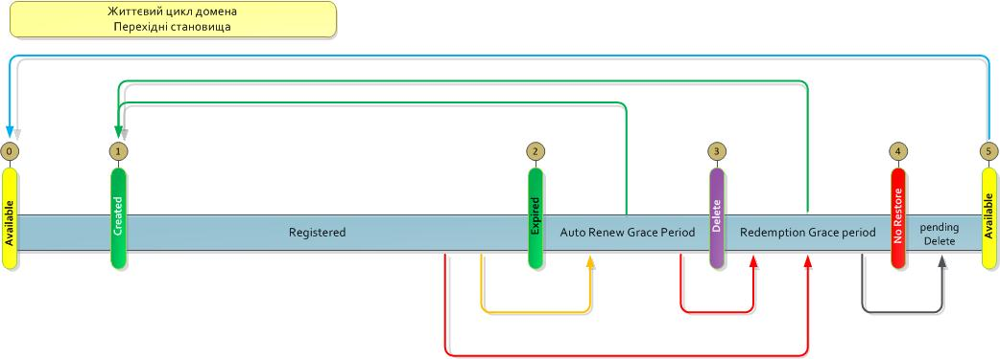 Життєвий цикл домена
Перехідні становища
0
1
2
3
4
5
Available
Created
Registered
Expired
Auto Renew Grace Period
Delete
Redemption Grace period
No Restore
pending
Delete
Available